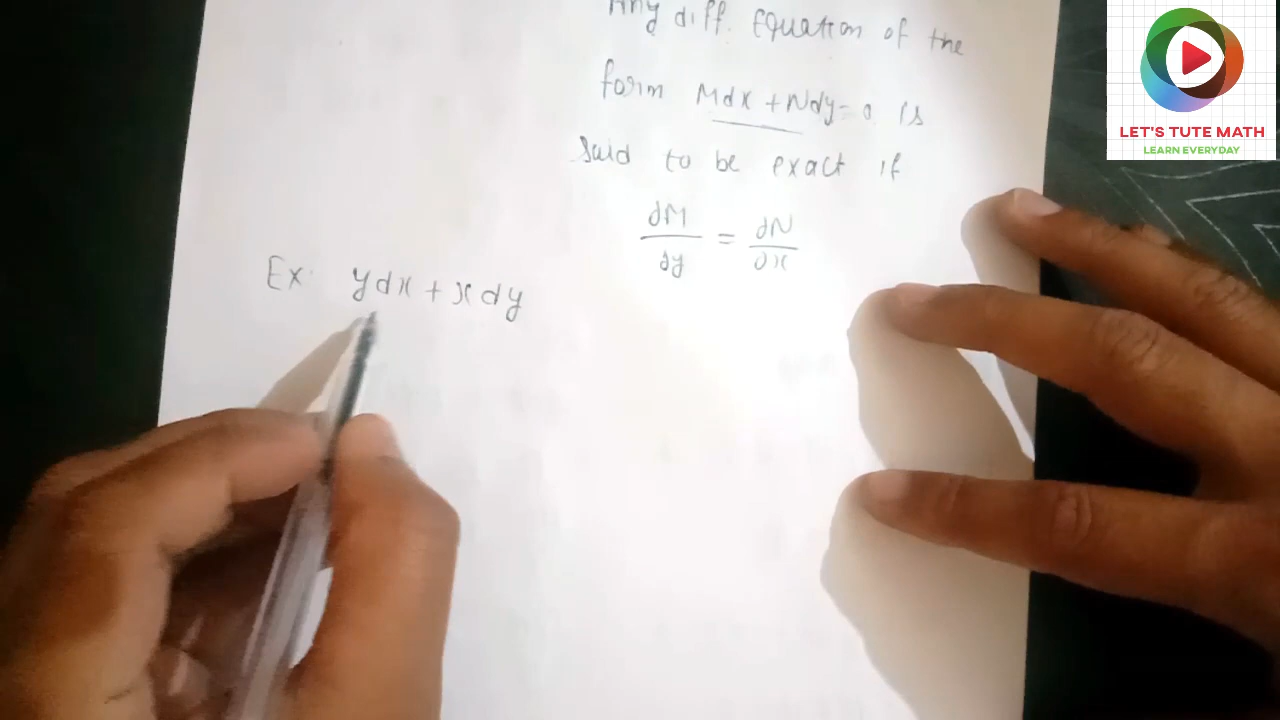 Any diff. Equation of the
form Mdx + Ndy = 0 is
said to be exact if
∂M/∂y = ∂N/∂x
Ex: ydx + xdy
LET'S TUTE MATH
LEARN EVERYDAY